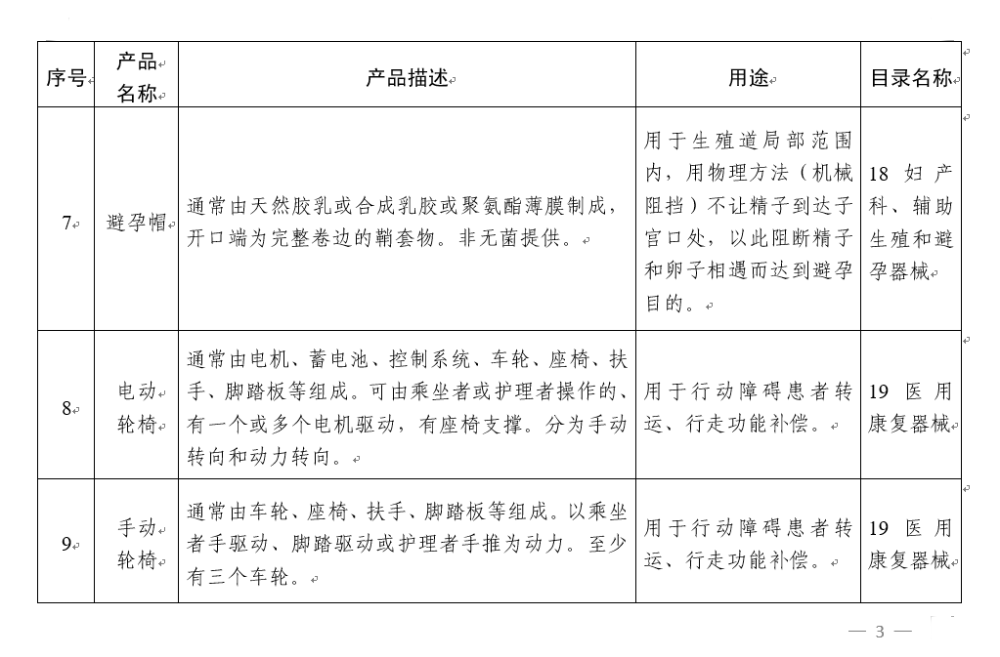 序号
产品
名称
产品描述
用途
目录名称
7
避孕帽
通常由天然胶乳或合成乳胶或聚氨酯薄膜制成，
开口端为完整卷边的鞘套物。非无菌提供。
用于生殖道局部范围
内，用物理方法（机械
阻挡）不让精子到达子
宫口处，以此阻断精子
和卵子相遇而达到避孕
目的。
18 妇产
科、辅助
生殖和避
孕器械
8
电动
轮椅
通常由电机、蓄电池、控制系统、车轮、座椅、扶
手、脚踏板等组成。可由乘坐者或护理者操作的、
有一个或多个电机驱动，有座椅支撑。分为手动
转向和动力转向。
用于行动障碍患者转
运、行走功能补偿。
19 医用
康复器械
9
手动
轮椅
通常由车轮、座椅、扶手、脚踏板等组成。以乘坐
者手驱动、脚踏驱动或护理者手推为动力。至少
有三个车轮。
用于行动障碍患者转
运、行走功能补偿。
19 医用
康复器械
— 3 —